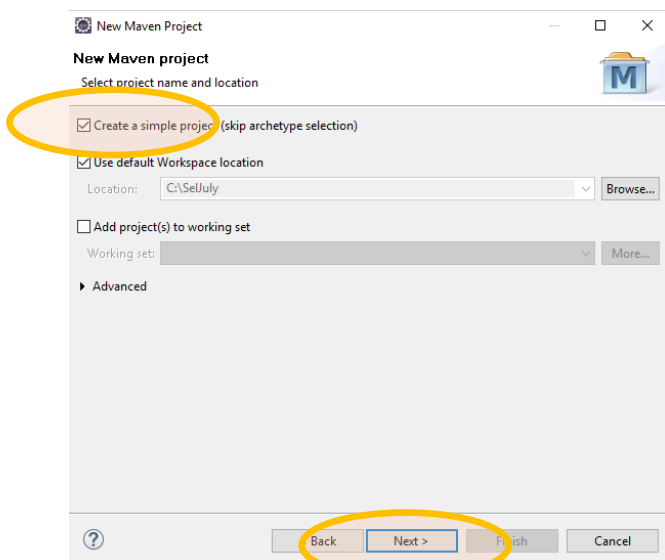 New Maven Project
New Maven project
Select project name and location
M
Create a simple project (skip archetype selection)
Use default Workspace location
Location: C:\SelJuly Browse...
Add project(s) to working set
Working set: More...
Advanced
? Back Next > Finish Cancel